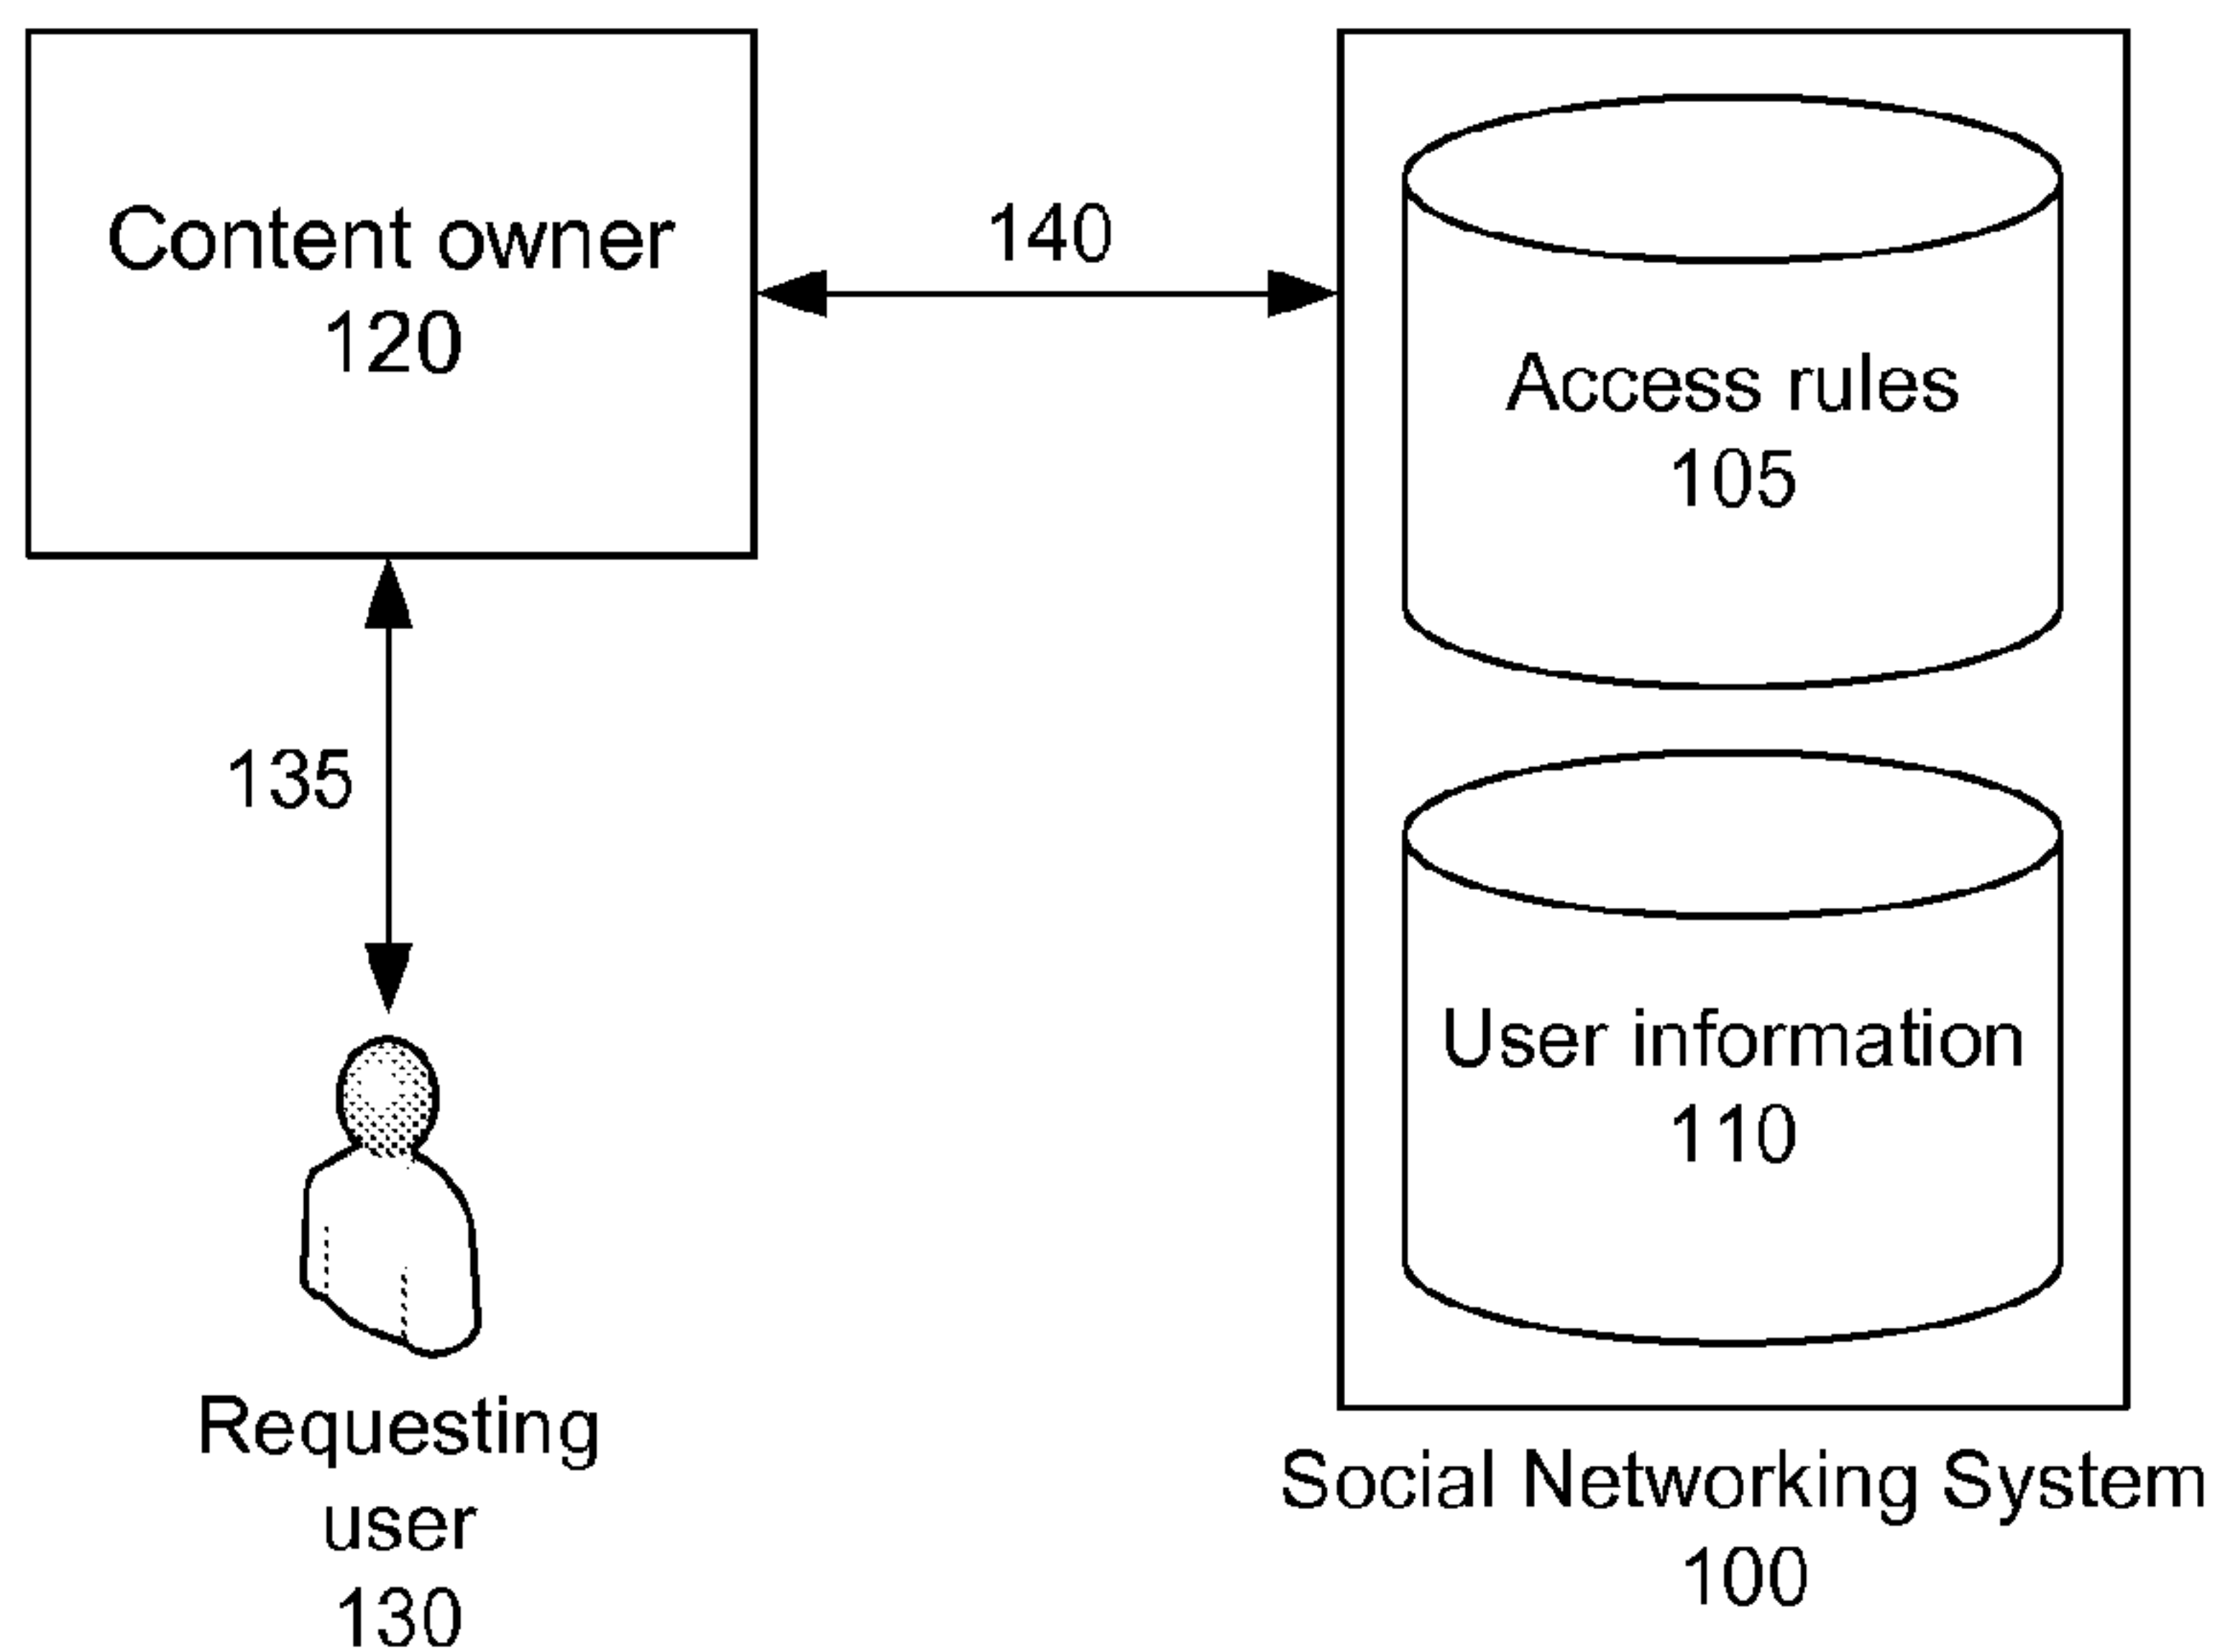 Content owner
120
140
Access rules
105
135
User information
110
Requesting
user
130
Social Networking System
100